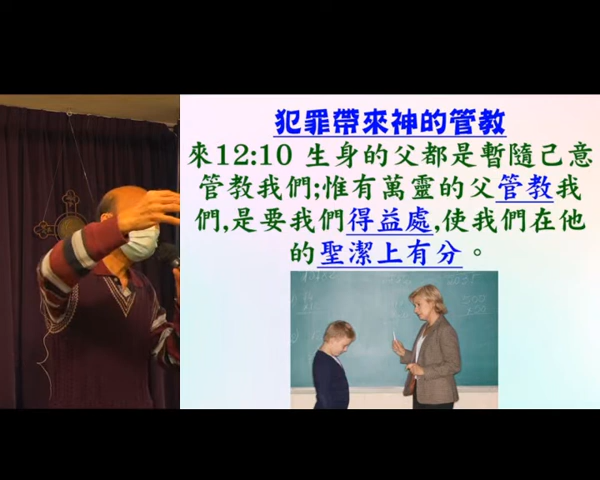 犯罪帶來神的管教
來12:10 生身的父都是暫隨己意
管教我們;惟有萬靈的父管教我
們,是要我們得益處,使我們在他
的聖潔上有分。